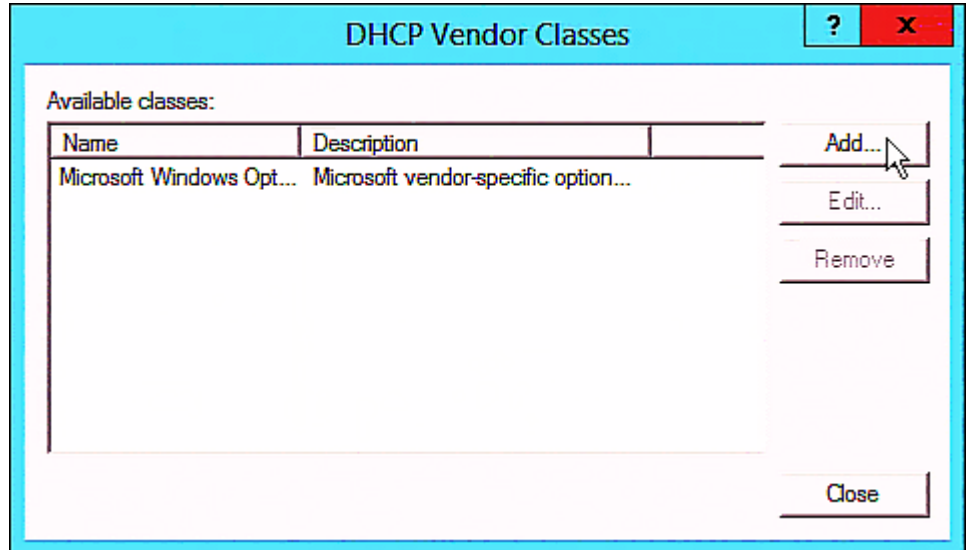 DHCP Vendor Classes ? x
Available classes:
Name Description
Microsoft Windows Opt... Microsoft vendor-specific option...
Add...
Edit...
Remove
Close